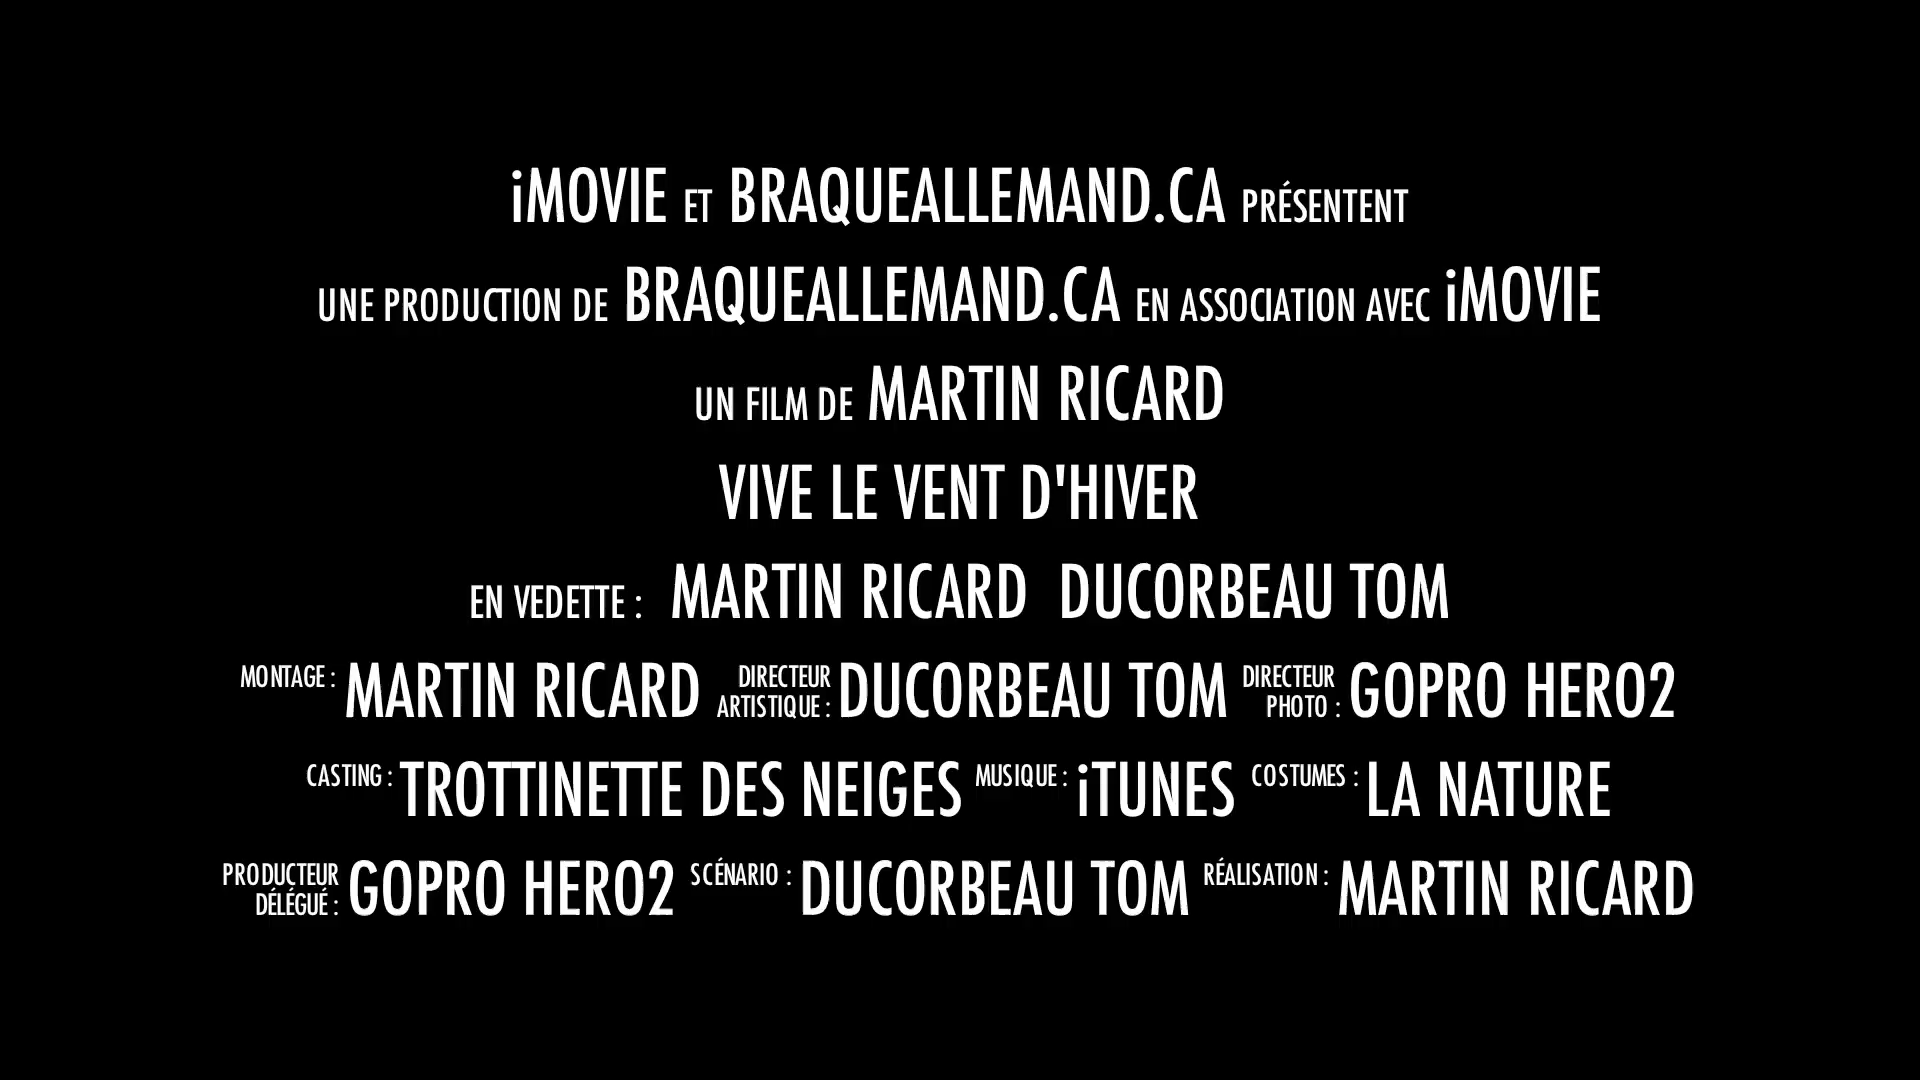 iMOVIE ET BRAQUEALLEMAND.CA PRÉSENTENT
UNE PRODUCTION DE BRAQUEALLEMAND.CA EN ASSOCIATION AVEC iMOVIE
UN FILM DE MARTIN RICARD
VIVE LE VENT D'HIVER
EN VEDETTE : MARTIN RICARD DUCORBEAU TOM
MONTAGE : MARTIN RICARD DIRECTEUR ARTISTIQUE : DUCORBEAU TOM DIRECTEUR PHOTO : GOPRO HERO2
CASTING : TROTTINETTE DES NEIGES MUSIQUE : iTUNES COSTUMES : LA NATURE
PRODUCTEUR DÉLÉGUÉ : GOPRO HERO2 SCÉNARIO : DUCORBEAU TOM RÉALISATION : MARTIN RICARD